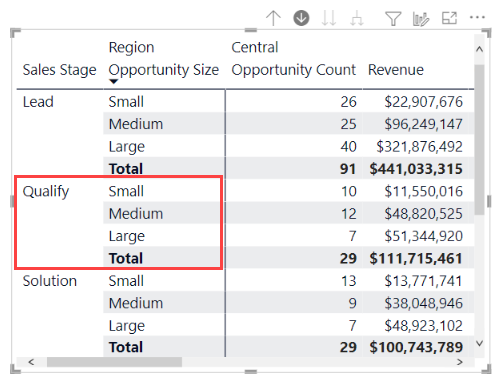 Region Central
Sales Stage Opportunity Size Opportunity Count Revenue
Lead Small 26 $22,907,676
Medium 25 $96,249,147
Large 40 $321,876,492
Total 91 $441,033,315
Qualify Small 10 $11,550,016
Medium 12 $48,820,525
Large 7 $51,344,920
Total 29 $111,715,461
Solution Small 13 $13,771,741
Medium 9 $38,048,946
Large 7 $48,923,102
Total 29 $100,743,789